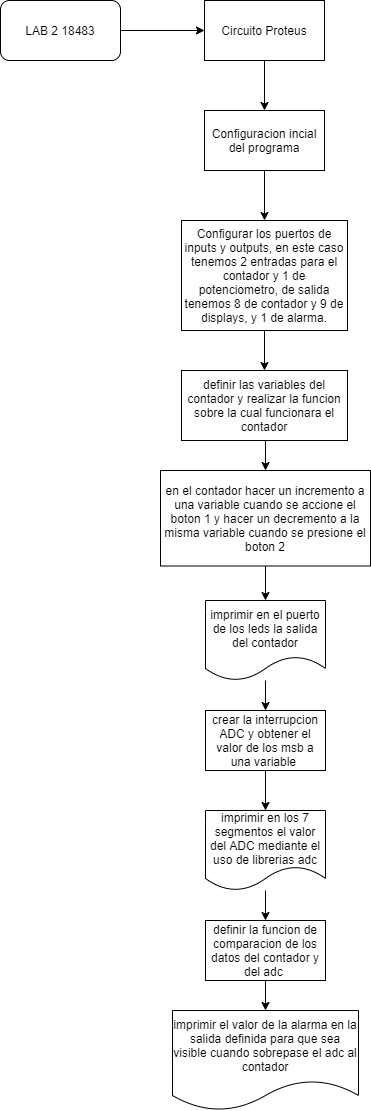 LAB 2 18483
Circuito Proteus
Configuracion incial
del programa
Configurar los puertos de
inputs y outputs, en este caso
tenemos 2 entradas para el
contador y 1 de
potenciometro, de salida
tenemos 8 de contador y 9 de
displays, y 1 de alarma.
definir las variables del
contador y realizar la funcion
sobre la cual funcionara el
contador
en el contador hacer un incremento a
una variable cuando se accione el
boton 1 y hacer un decremento a la
misma variable cuando se presione el
boton 2
imprimir en el puerto
de los leds la salida
del contador
crear la interrupcion
ADC y obtener el
valor de los msb a
una variable
imprimir en los 7
segmentos el valor
del ADC mediante el
uso de librerias adc
definir la funcion de
comparacion de los
datos del contador y
del adc
imprimir el valor de la alarma en la
salida definida para que sea
visible cuando sobrepase el adc al
contador